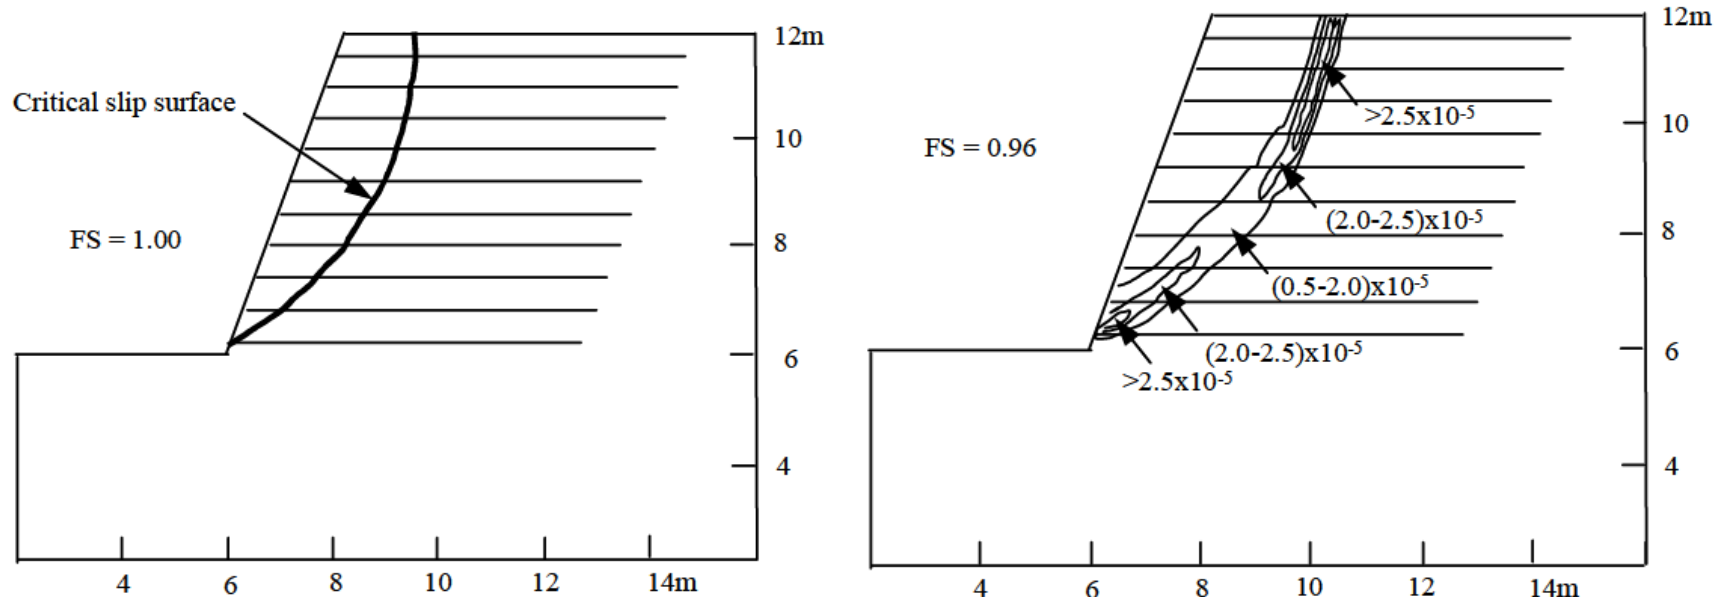 12m
Critical slip surface
10
FS = 1.00
8
6
4
4
6
8
10
12
14m
12m
>2.5x10-5
10
FS = 0.96
(2.0-2.5)x10-5
8
(0.5-2.0)x10-5
(2.0-2.5)x10-5
6
>2.5x10-5
4
4
6
8
10
12
14m